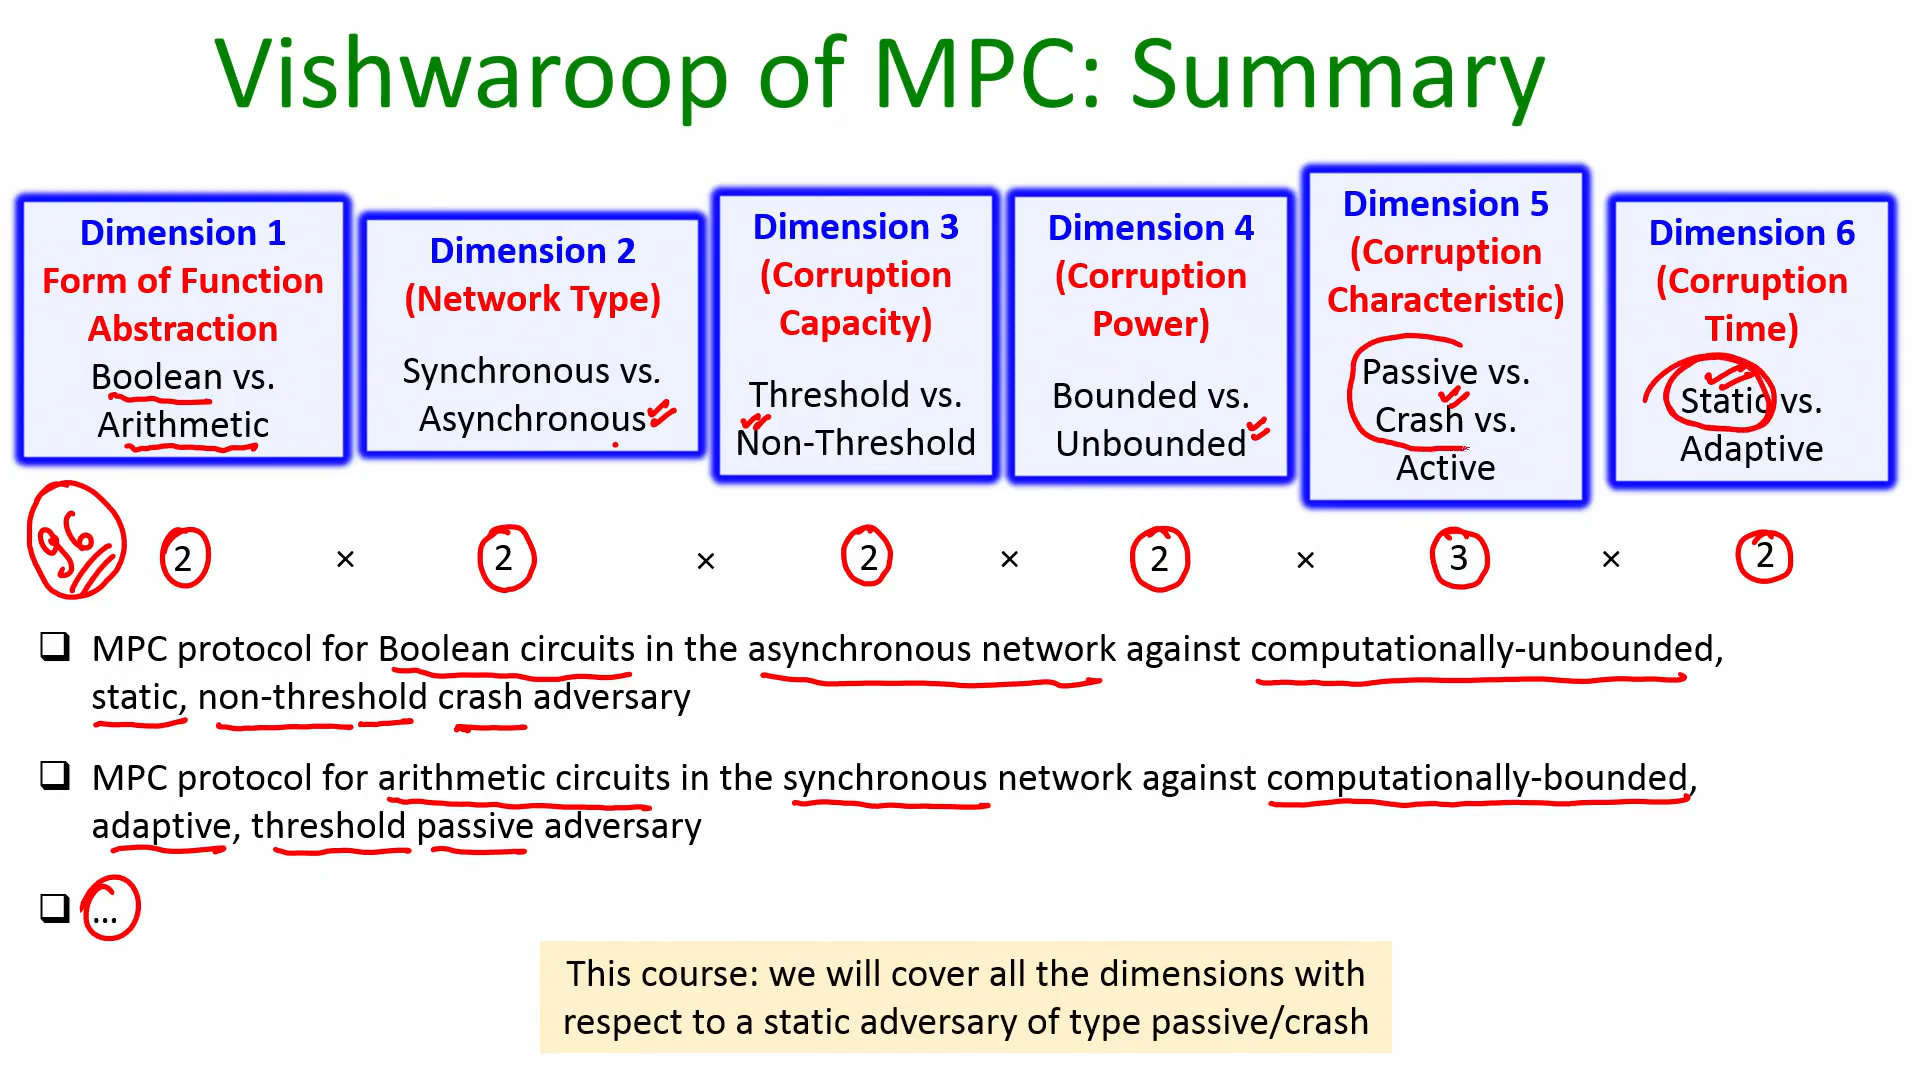 Vishwaroop of MPC: Summary
Dimension 1
Form of Function
Abstraction
Boolean vs.
Arithmetic
Dimension 2
(Network Type)
Synchronous vs.
Asynchronous
Dimension 3
(Corruption
Capacity)
Threshold vs.
Non-Threshold
Dimension 4
(Corruption
Power)
Bounded vs.
Unbounded
Dimension 5
(Corruption
Characteristic)
Passive vs.
Crash vs.
Active
Dimension 6
(Corruption
Time)
Static vs.
Adaptive
96 2 × 2 × 2 × 2 × 3 × 2
❑ MPC protocol for Boolean circuits in the asynchronous network against computationally-unbounded,
static, non-threshold crash adversary
❑ MPC protocol for arithmetic circuits in the synchronous network against computationally-bounded,
adaptive, threshold passive adversary
❑ ...
This course: we will cover all the dimensions with
respect to a static adversary of type passive/crash